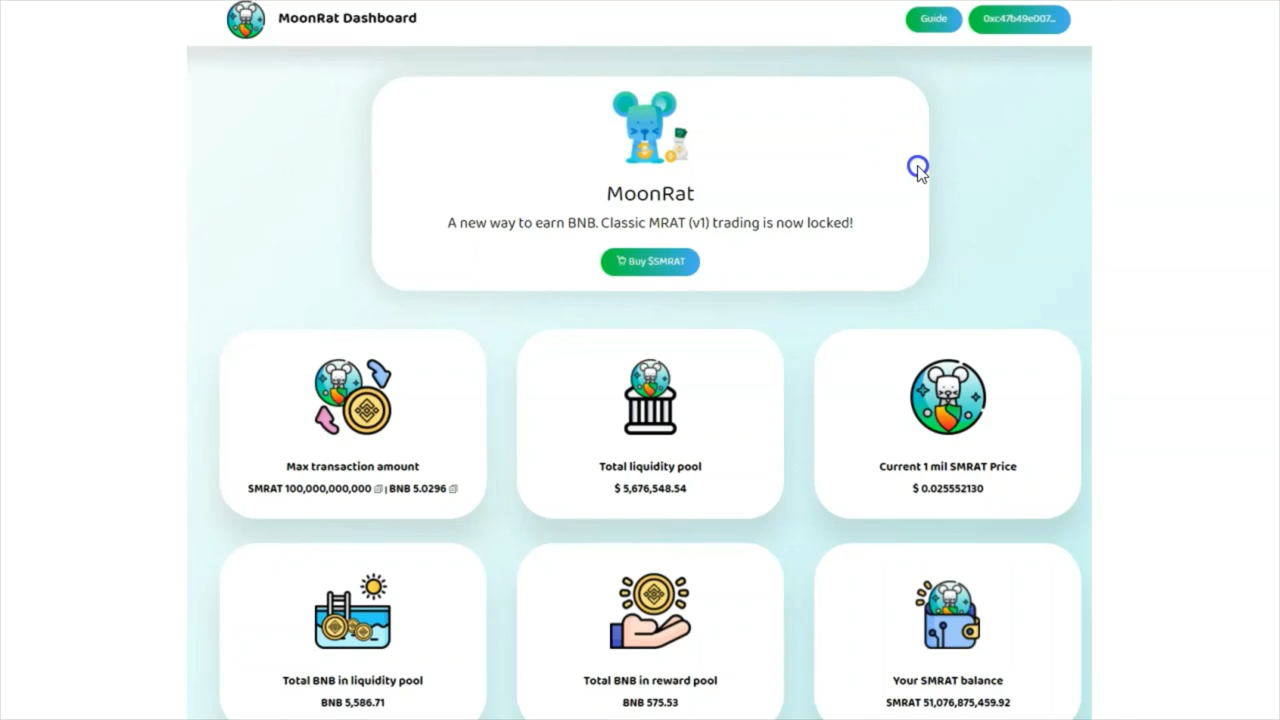 MoonRat Dashboard
Guide
0xc47b49e007...
MoonRat
A new way to earn BNB. Classic MRAT (v1) trading is now locked!
Buy $SMRAT
Max transaction amount
SMRAT 100,000,000,000 | BNB 5.0296
Total liquidity pool
$ 5,676,548.54
Current 1 mil SMRAT Price
$ 0.025552130
Total BNB in liquidity pool
BNB 5,586.71
Total BNB in reward pool
BNB 575.53
Your SMRAT balance
SMRAT 51,076,875,459.92